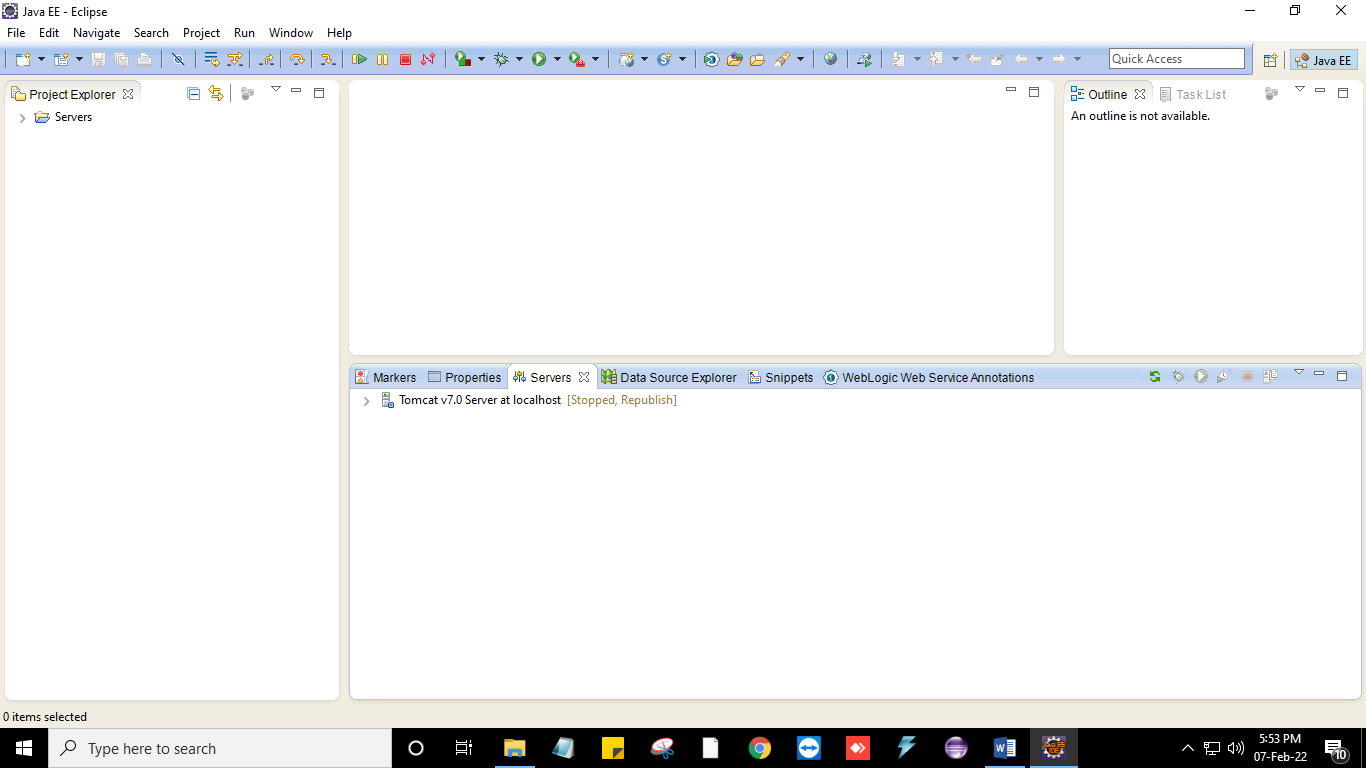 Java EE - Eclipse
File Edit Navigate Search Project Run Window Help
Quick Access
Java EE
Project Explorer
Servers
Outline
Task List
An outline is not available.
Markers Properties Servers Data Source Explorer Snippets WebLogic Web Service Annotations
Tomcat v7.0 Server at localhost [Stopped, Republish]
0 items selected
Type here to search
5:53 PM
07-Feb-22
10